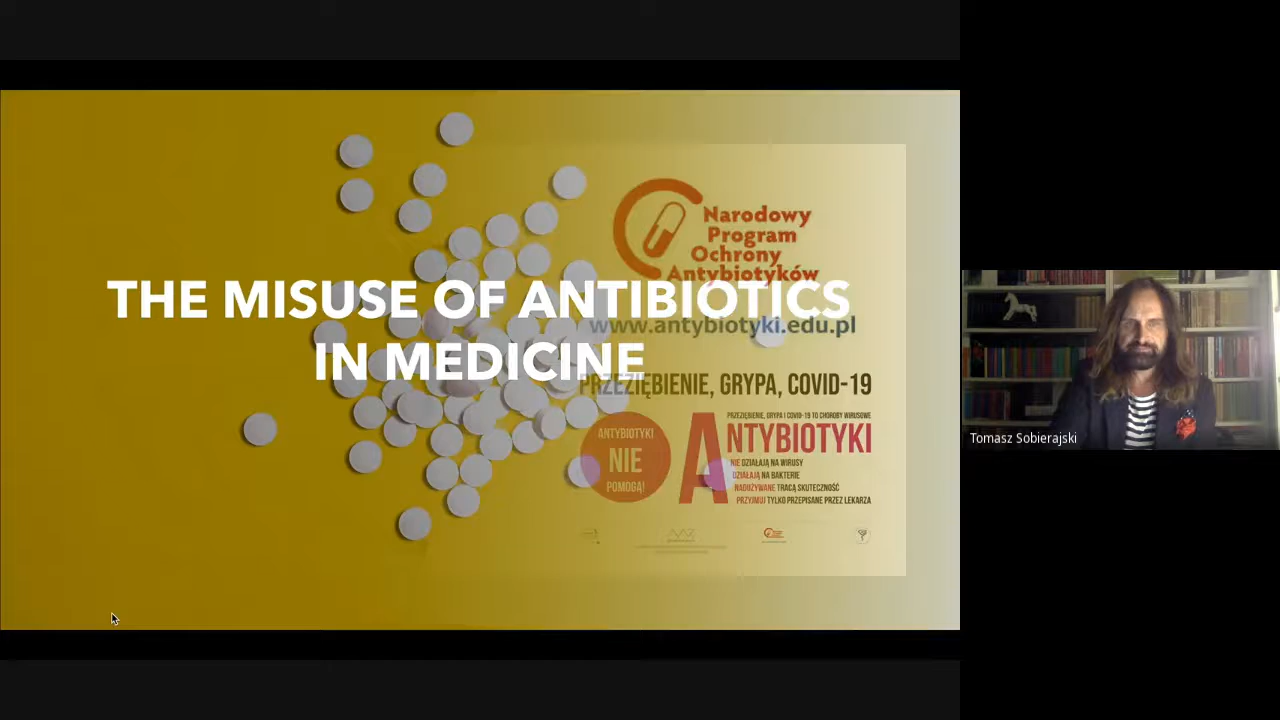 THE MISUSE OF ANTIBIOTICS
IN MEDICINE
Narodowy
Program
Ochrony
Antybiotyków
www.antybiotyki.edu.pl
PRZEZIĘBIENIE, GRYPA, COVID-19
ANTYBIOTYKI
NIE
POMOGĄ!
PRZEZIĘBIENIE, GRYPA I COVID-19 TO CHOROBY WIRUSOWE
ANTYBIOTYKI
NIE DZIAŁAJĄ NA WIRUSY
DZIAŁAJĄ NA BAKTERIE
NADUŻYWANE TRACĄ SKUTECZNOŚĆ
PRZYJMUJ TYLKO PRZEPISANE PRZEZ LEKARZA
Tomasz Sobierajski